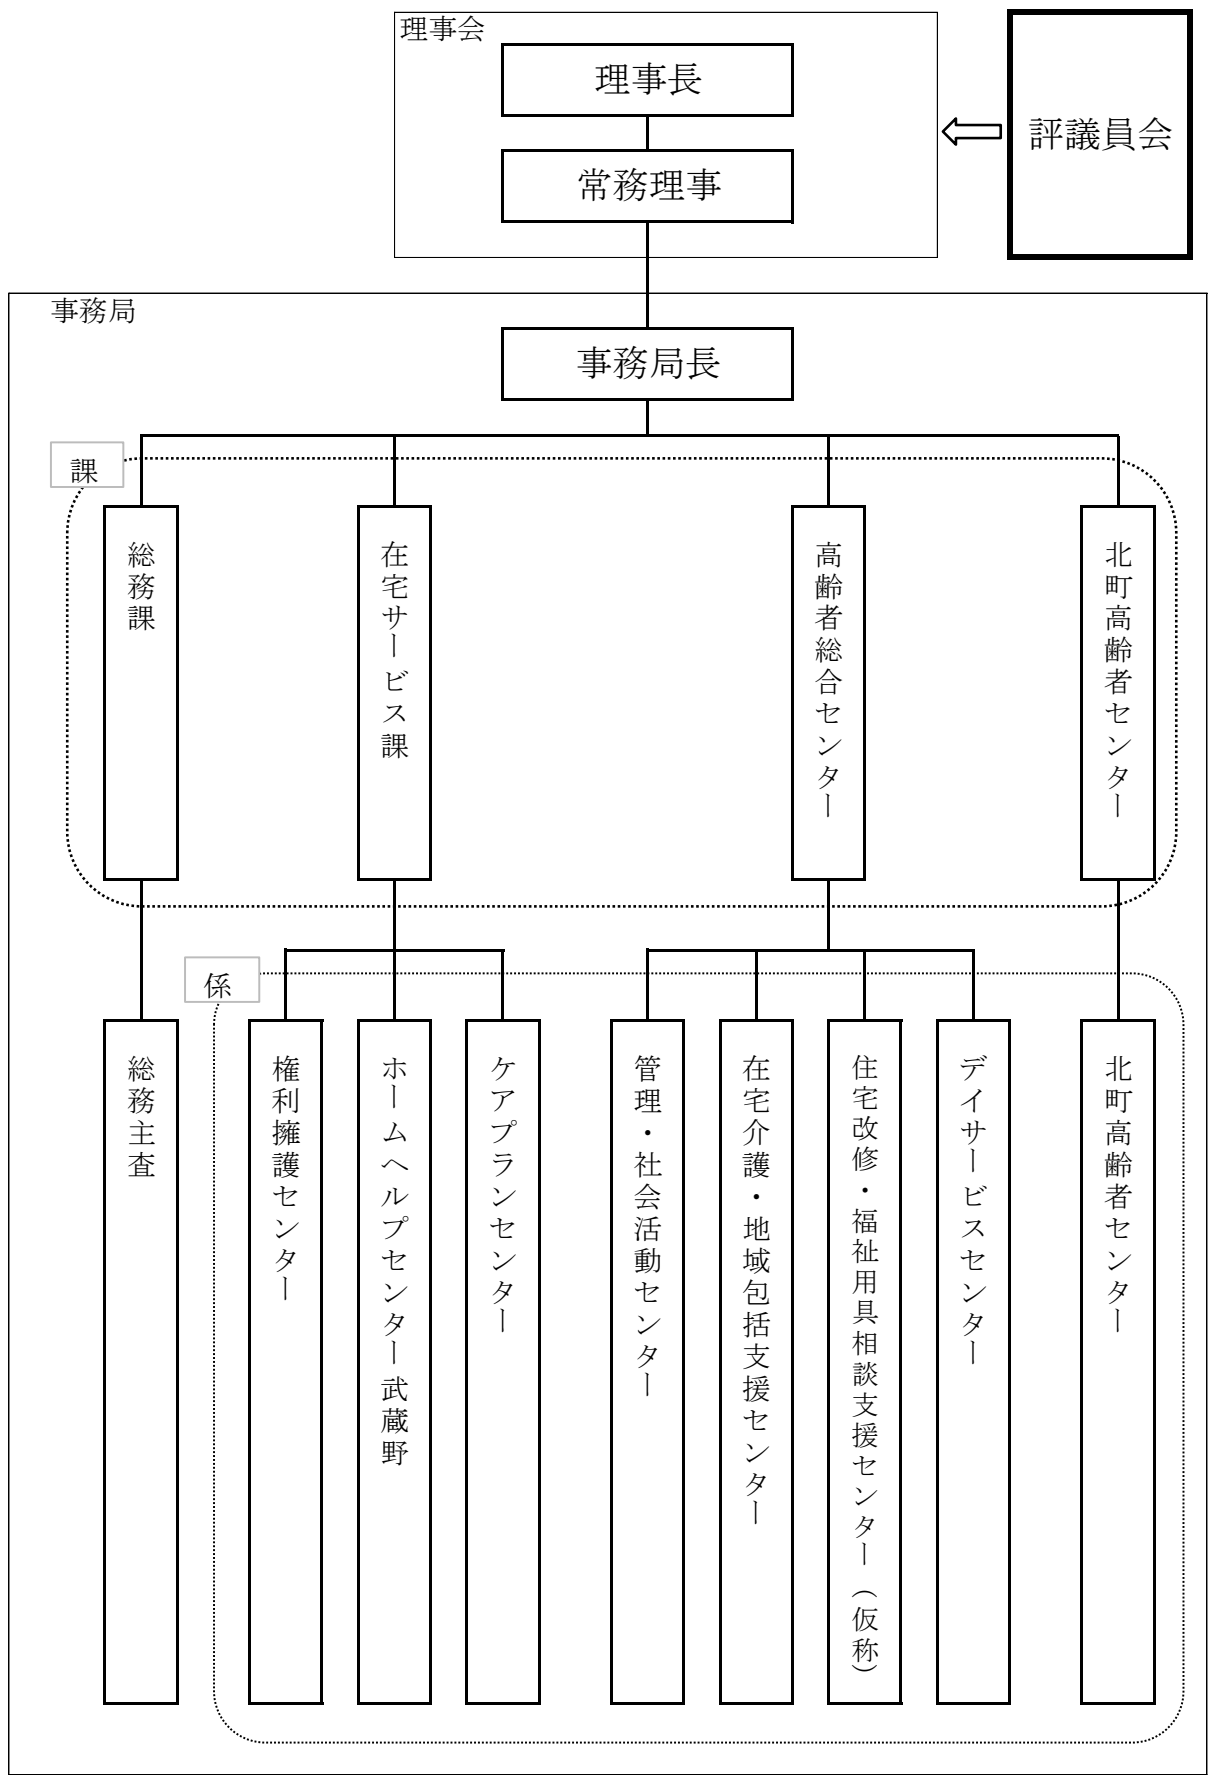 理事会
理事長
常務理事
評議員会
事務局
事務局長
課
総務課
在宅サービス課
高齢者総合センター
北町高齢者センター
係
総務主査
権利擁護センター
ホームヘルプセンター武蔵野
ケアプランセンター
管理・社会活動センター
在宅介護・地域包括支援センター
住宅改修・福祉用具相談支援センター（仮称）
デイサービスセンター
北町高齢者センター